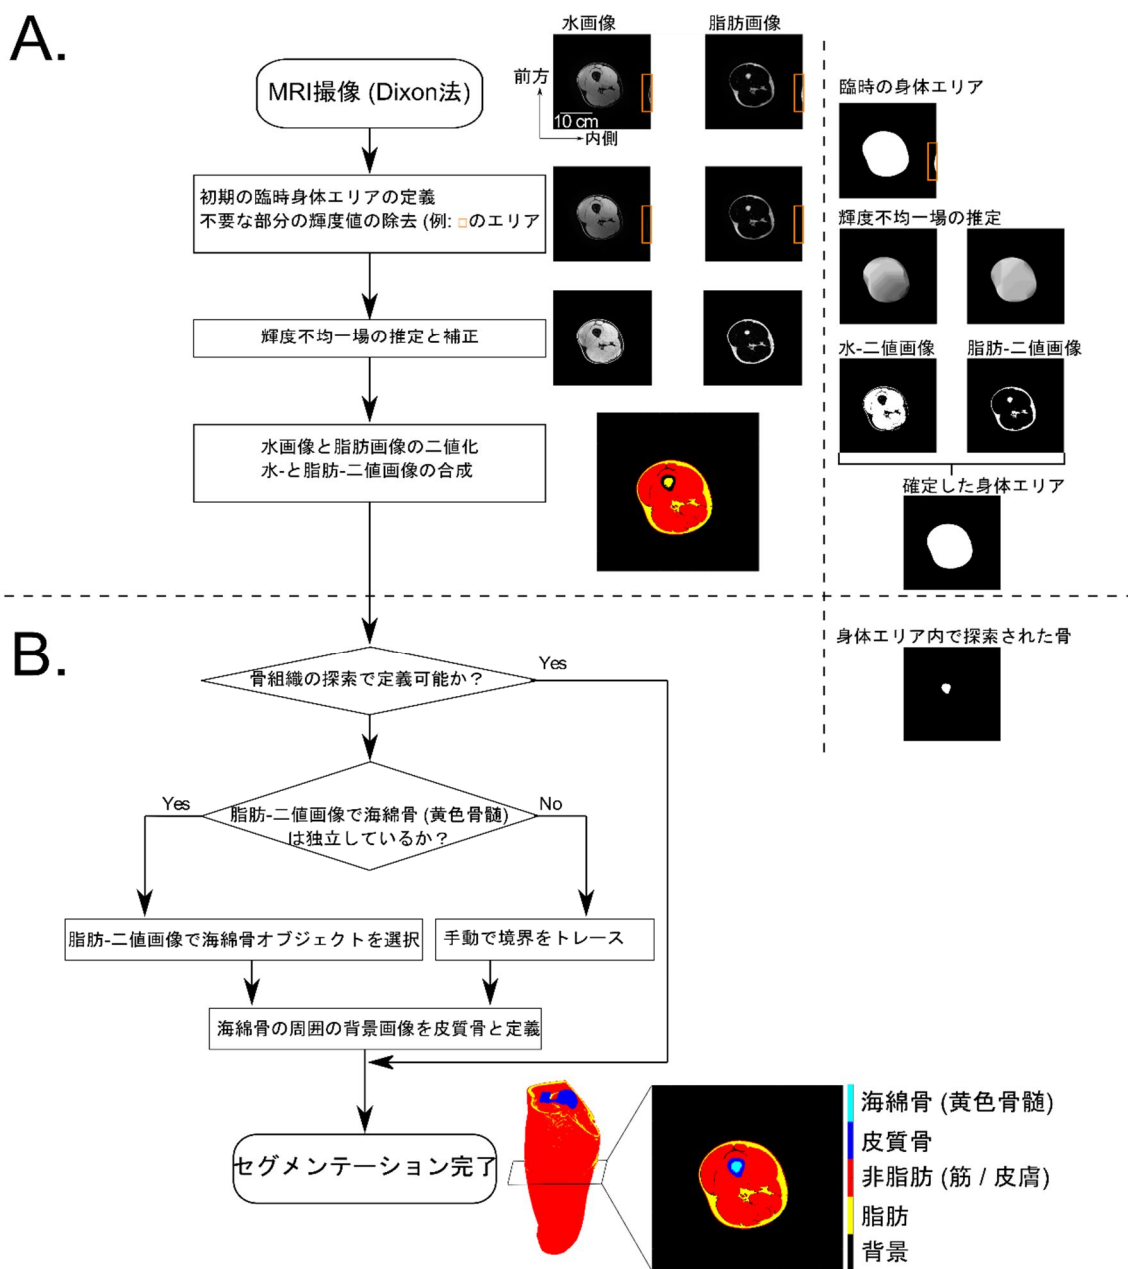 A.
水画像
脂肪画像
MRI撮像 (Dixon法)
前方
10 cm
内側
臨時の身体エリア
初期の臨時身体エリアの定義
不要な部分の輝度値の除去 (例: □のエリア
輝度不均一場の推定
輝度不均一場の推定と補正
水-二値画像
脂肪-二値画像
水画像と脂肪画像の二値化
水-と脂肪-二値画像の合成
確定した身体エリア
B.
身体エリア内で探索された骨
骨組織の探索で定義可能か？
Yes
Yes
脂肪-二値画像で海綿骨 (黄色骨髄)
は独立しているか？
No
脂肪-二値画像で海綿骨オブジェクトを選択
手動で境界をトレース
海綿骨の周囲の背景画像を皮質骨と定義
セグメンテーション完了
海綿骨 (黄色骨髄)
皮質骨
非脂肪 (筋 / 皮膚)
脂肪
背景